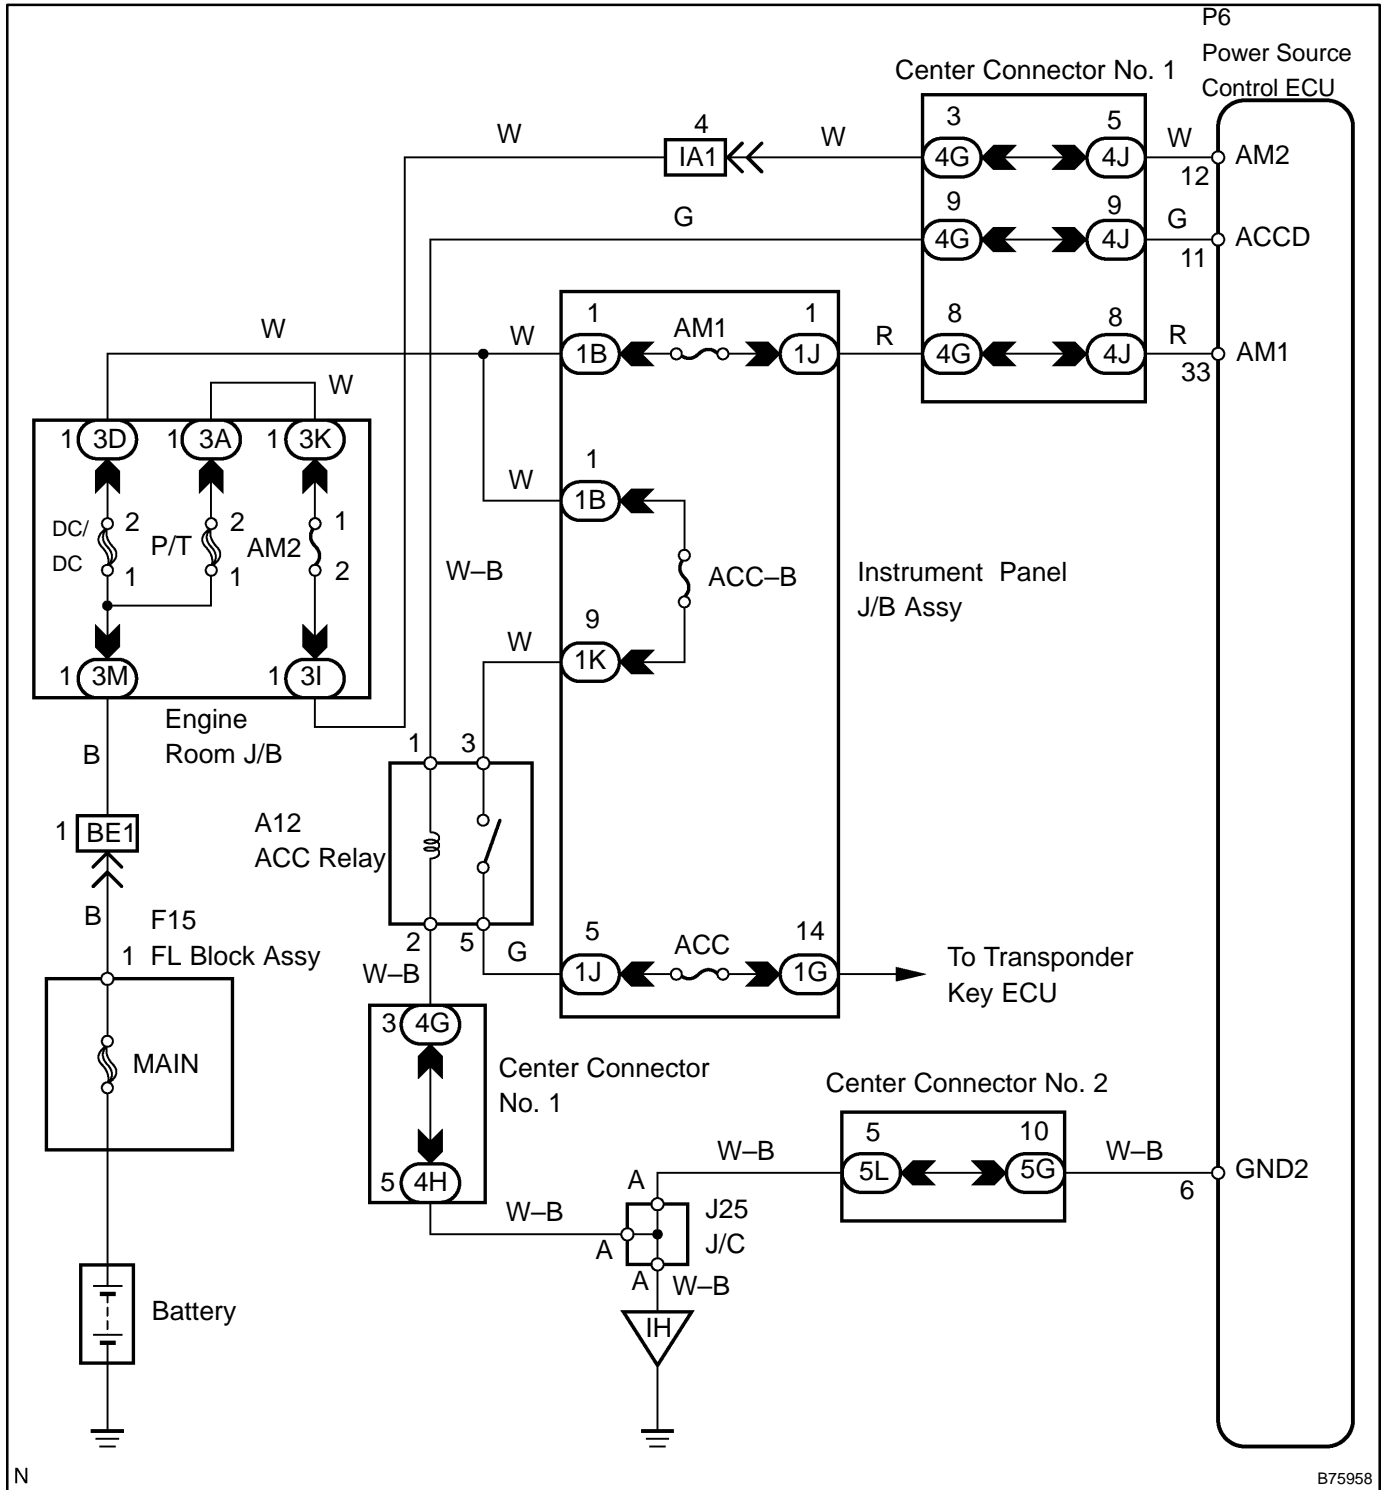 P6
Power Source
Control ECU
Center Connector No. 1
W
4
IA1
W
3
4G
5
4J
W
12
AM2
G
9
4G
9
4J
G
11
ACCD
W
W
1
1B
AM1
1
1J
R
8
4G
8
4J
R
33
AM1
W
1 3D
1 3A
1 3K
W
1
1B
DC/
DC
2
1
P/T
2
1
AM2
1
2
W–B
ACC–B
Instrument Panel
J/B Assy
W
9
1K
1 3M
1 3I
Engine
Room J/B
B
1
3
1 BE1
A12
ACC Relay
B
F15
1 FL Block Assy
2
5
G
5
1J
ACC
14
1G
To Transponder
Key ECU
W–B
3 4G
MAIN
Center Connector
No. 1
Center Connector No. 2
5 4H
W–B
A
W–B
5
5L
10
5G
W–B
6
GND2
A
J25
J/C
A
W–B
IH
Battery
N
B75958